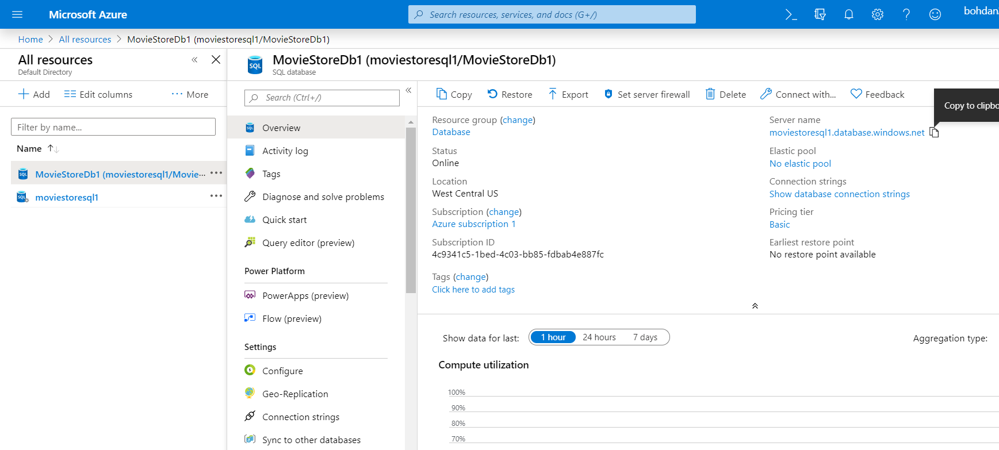 Microsoft Azure
Search resources, services, and docs (G+/)
Home > All resources > MovieStoreDb1 (moviestoresql1/MovieStoreDb1)
All resources
Default Directory
Add
Edit columns
··· More
Filter by name...
Name
MovieStoreDb1 (moviestoresql1/Movie···
moviestoresql1
SQL
MovieStoreDb1 (moviestoresql1/MovieStoreDb1)
SQL database
Search (Ctrl+/)
Overview
Activity log
Tags
Diagnose and solve problems
Quick start
Query editor (preview)
Power Platform
PowerApps (preview)
Flow (preview)
Settings
Configure
Geo-Replication
Connection strings
Sync to other databases
Copy
Restore
Export
Set server firewall
Delete
Connect with...
Feedback
Resource group (change)
Database
Status
Online
Location
West Central US
Subscription (change)
Azure subscription 1
Subscription ID
4c9341c5-1bed-4c03-bb85-fdbab4e887fc
Tags (change)
Click here to add tags
Server name
moviestoresql1.database.windows.net
Elastic pool
No elastic pool
Connection strings
Show database connection strings
Pricing tier
Basic
Earliest restore point
No restore point available
Show data for last:
1 hour
24 hours
7 days
Aggregation type:
Compute utilization
100%
90%
80%
70%